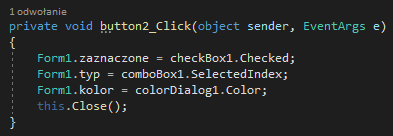 1 odwołanie
private void button2_Click(object sender, EventArgs e)
{
Form1.zaznaczone = checkBox1.Checked;
Form1.typ = comboBox1.SelectedIndex;
Form1.kolor = colorDialog1.Color;
this.Close();
}